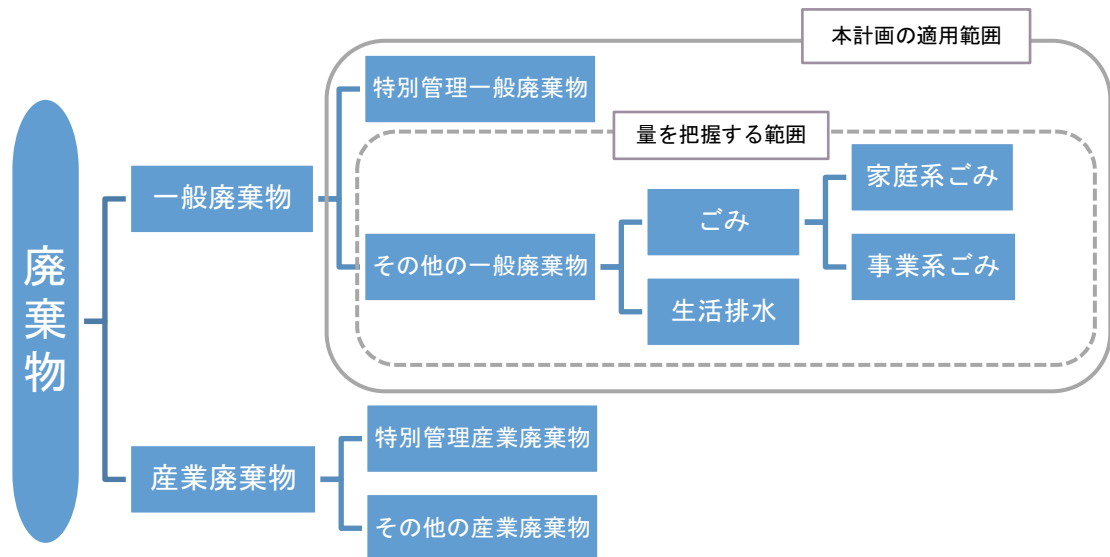 本計画の適用範囲
特別管理一般廃棄物
量を把握する範囲
家庭系ごみ
一般廃棄物
ごみ
その他の一般廃棄物
事業系ごみ
生活排水
廃棄物
特別管理産業廃棄物
産業廃棄物
その他の産業廃棄物